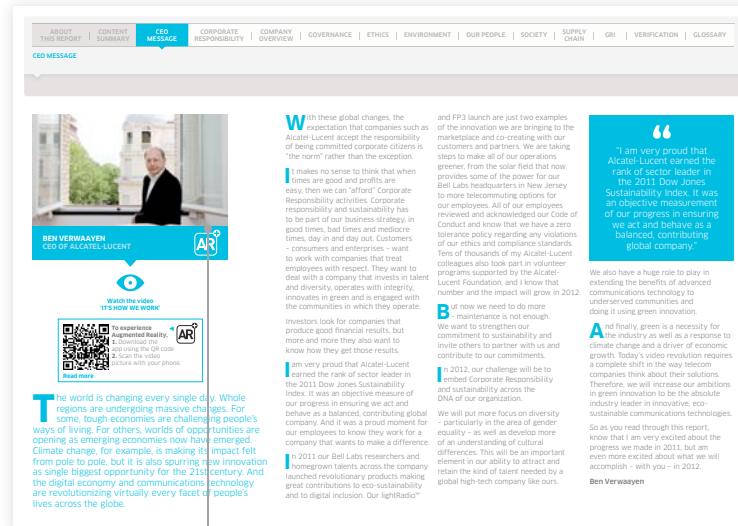 ABOUT
THIS REPORT
CONTENT
SUMMARY
CEO
MESSAGE
CORPORATE
RESPONSIBILITY
COMPANY
OVERVIEW
GOVERNANCE
ETHICS
ENVIRONMENT
OUR PEOPLE
SOCIETY
SUPPLY
CHAIN
GRI
VERIFICATION
GLOSSARY
CEO MESSAGE
BEN VERWAAYEN
CEO OF ALCATEL-LUCENT
AR+
Watch the video
'IT'S HOW WE WORK'
To experience
Augmented Reality,
1. Download the
app using the QR code
2. Scan the video
picture with your phone.
AR+
Read more
The world is changing every single day. Whole
regions are undergoing massive changes. For
some, tough economies are challenging people's
ways of living. For others, worlds of opportunities are
opening as emerging economies now have emerged.
Climate change, for example, is making its impact felt
from pole to pole, but it is also spurring new innovation
as single biggest opportunity for the 21st century. And
the digital economy and communications technology
are revolutionizing virtually every facet of people's
lives across the globe.
With these global changes, the
expectation that companies such as
Alcatel-Lucent accept the responsibility
of being committed corporate citizens is
"the norm" rather than the exception.
It makes no sense to think that when
times are good and profits are
easy, then we can "afford" Corporate
Responsibility activities. Corporate
responsibility and sustainability has
to be part of our business strategy, in
good times, bad times and mediocre
times, day in and day out. Customers
– consumers and enterprises – want
to work with companies that treat
employees with respect. They want to
deal with a company that invests in talent
and diversity, operates with integrity,
innovates in green and is engaged with
the communities in which they operate.
Investors look for companies that
produce good financial results, but
more and more they also want to
know how they get those results.
I am very proud that Alcatel-Lucent
earned the rank of sector leader in
the 2011 Dow Jones Sustainability
Index. It was an objective measure of
our progress in ensuring we act and
behave as a balanced, contributing global
company. And it was a proud moment for
our employees to know they work for a
company that wants to make a difference.
In 2011 our Bell Labs researchers and
homegrown talents across the company
launched revolutionary products making
great contributions to eco-sustainability
and to digital inclusion. Our lightRadio™
and FP3 launch are just two examples
of the innovation we are bringing to the
marketplace and co-creating with our
customers and partners. We are taking
steps to make all of our operations
greener, from the solar field that now
provides some of the power for our
Bell Labs headquarters in New Jersey
to more telecommuting options for
our employees. All of our employees
reviewed and acknowledged our Code of
Conduct and know that we have a zero
tolerance policy regarding any violations
of our ethics and compliance standards.
Tens of thousands of my Alcatel-Lucent
colleagues also took part in volunteer
programs supported by the Alcatel-
Lucent Foundation, and I know that
number and the impact will grow in 2012.
But now we need to do more
– maintenance is not enough.
We want to strengthen our
commitment to sustainability and
invite others to partner with us and
contribute to our commitments.
In 2012, our challenge will be to
embed Corporate Responsibility
and sustainability across the
DNA of our organization.
We will put more focus on diversity
– particularly in the area of gender
equality – as well as develop more
of an understanding of cultural
differences. This will be an important
element in our ability to attract and
retain the kind of talent needed by a
global high-tech company like ours.
"I am very proud that
Alcatel-Lucent earned the
rank of sector leader in
the 2011 Dow Jones
Sustainability Index. It was
an objective measurement
of our progress in ensuring
we act and behave as a
balanced, contributing
global company."
We also have a huge role to play in
extending the benefits of advanced
communications technology to
underserved communities and
doing it using green innovation.
And finally, green is a necessity for
the industry as well as a response to
climate change and a driver of economic
growth. Today's video revolution requires
a complete shift in the way telecom
companies think about their solutions.
Therefore, we will increase our ambitions
in green innovation to be the absolute
industry leader in innovative, eco-
sustainable communications technologies.
So as you read through this report,
know that I am very excited about the
progress we made in 2011, but am
even more excited about what we will
accomplish – with you – in 2012.
Ben Verwaayen